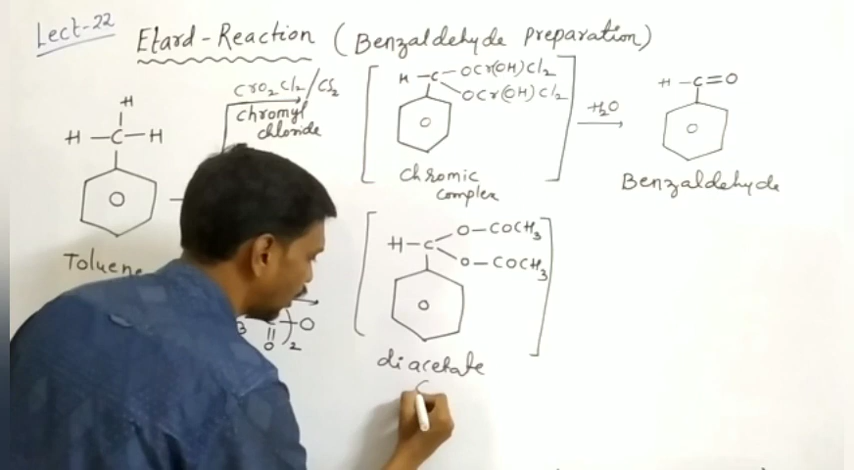 Lect-22
Etard-Reaction (Benzaldehyde preparation)
CrO2Cl2/CS2
chromyl
chloride
H
H-C-H
Toluene
H-C-OCr(OH)Cl2
OCr(OH)Cl2
Chromic
complex
H2O
H-C=O
Benzaldehyde
H-C
O-COCH3
O-COCH3
diacetate
O
O
2